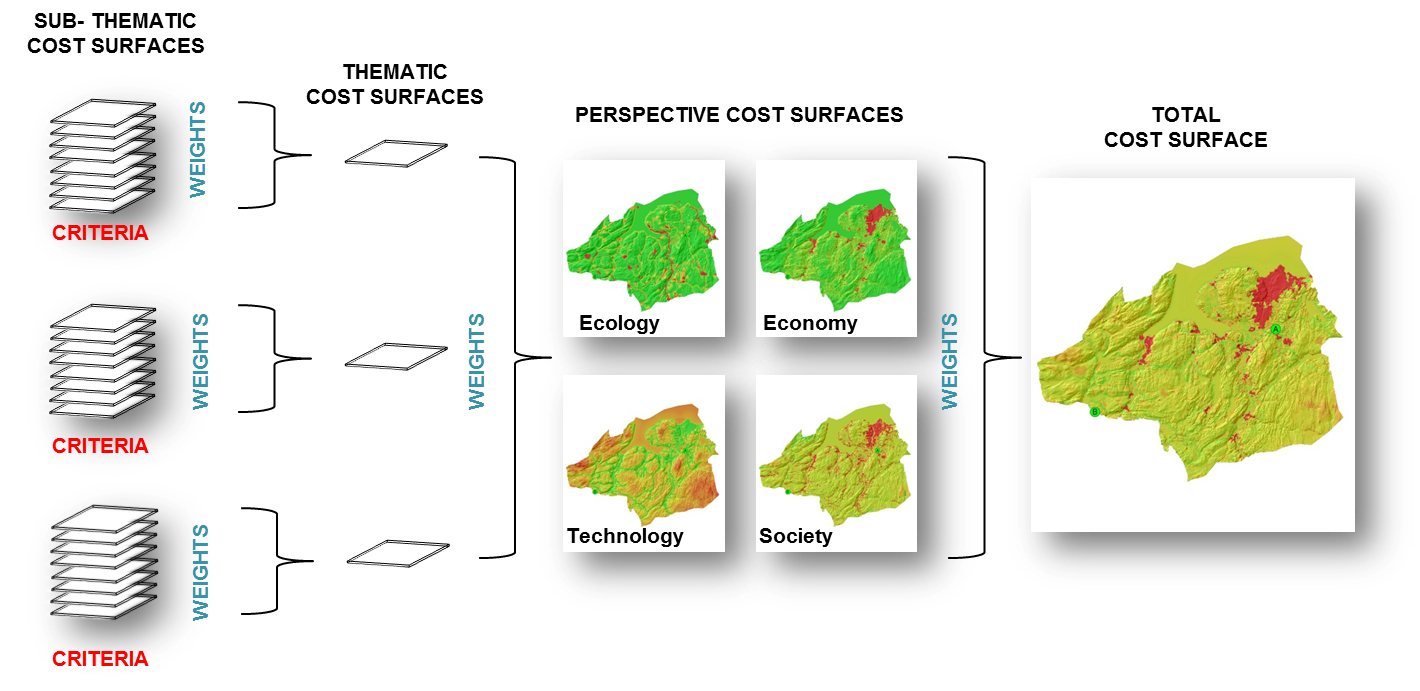 SUB- THEMATIC
COST SURFACES
WEIGHTS
CRITERIA
WEIGHTS
CRITERIA
WEIGHTS
CRITERIA
THEMATIC
COST SURFACES
WEIGHTS
PERSPECTIVE COST SURFACES
Ecology
Economy
Technology
Society
WEIGHTS
TOTAL
COST SURFACE
A
B